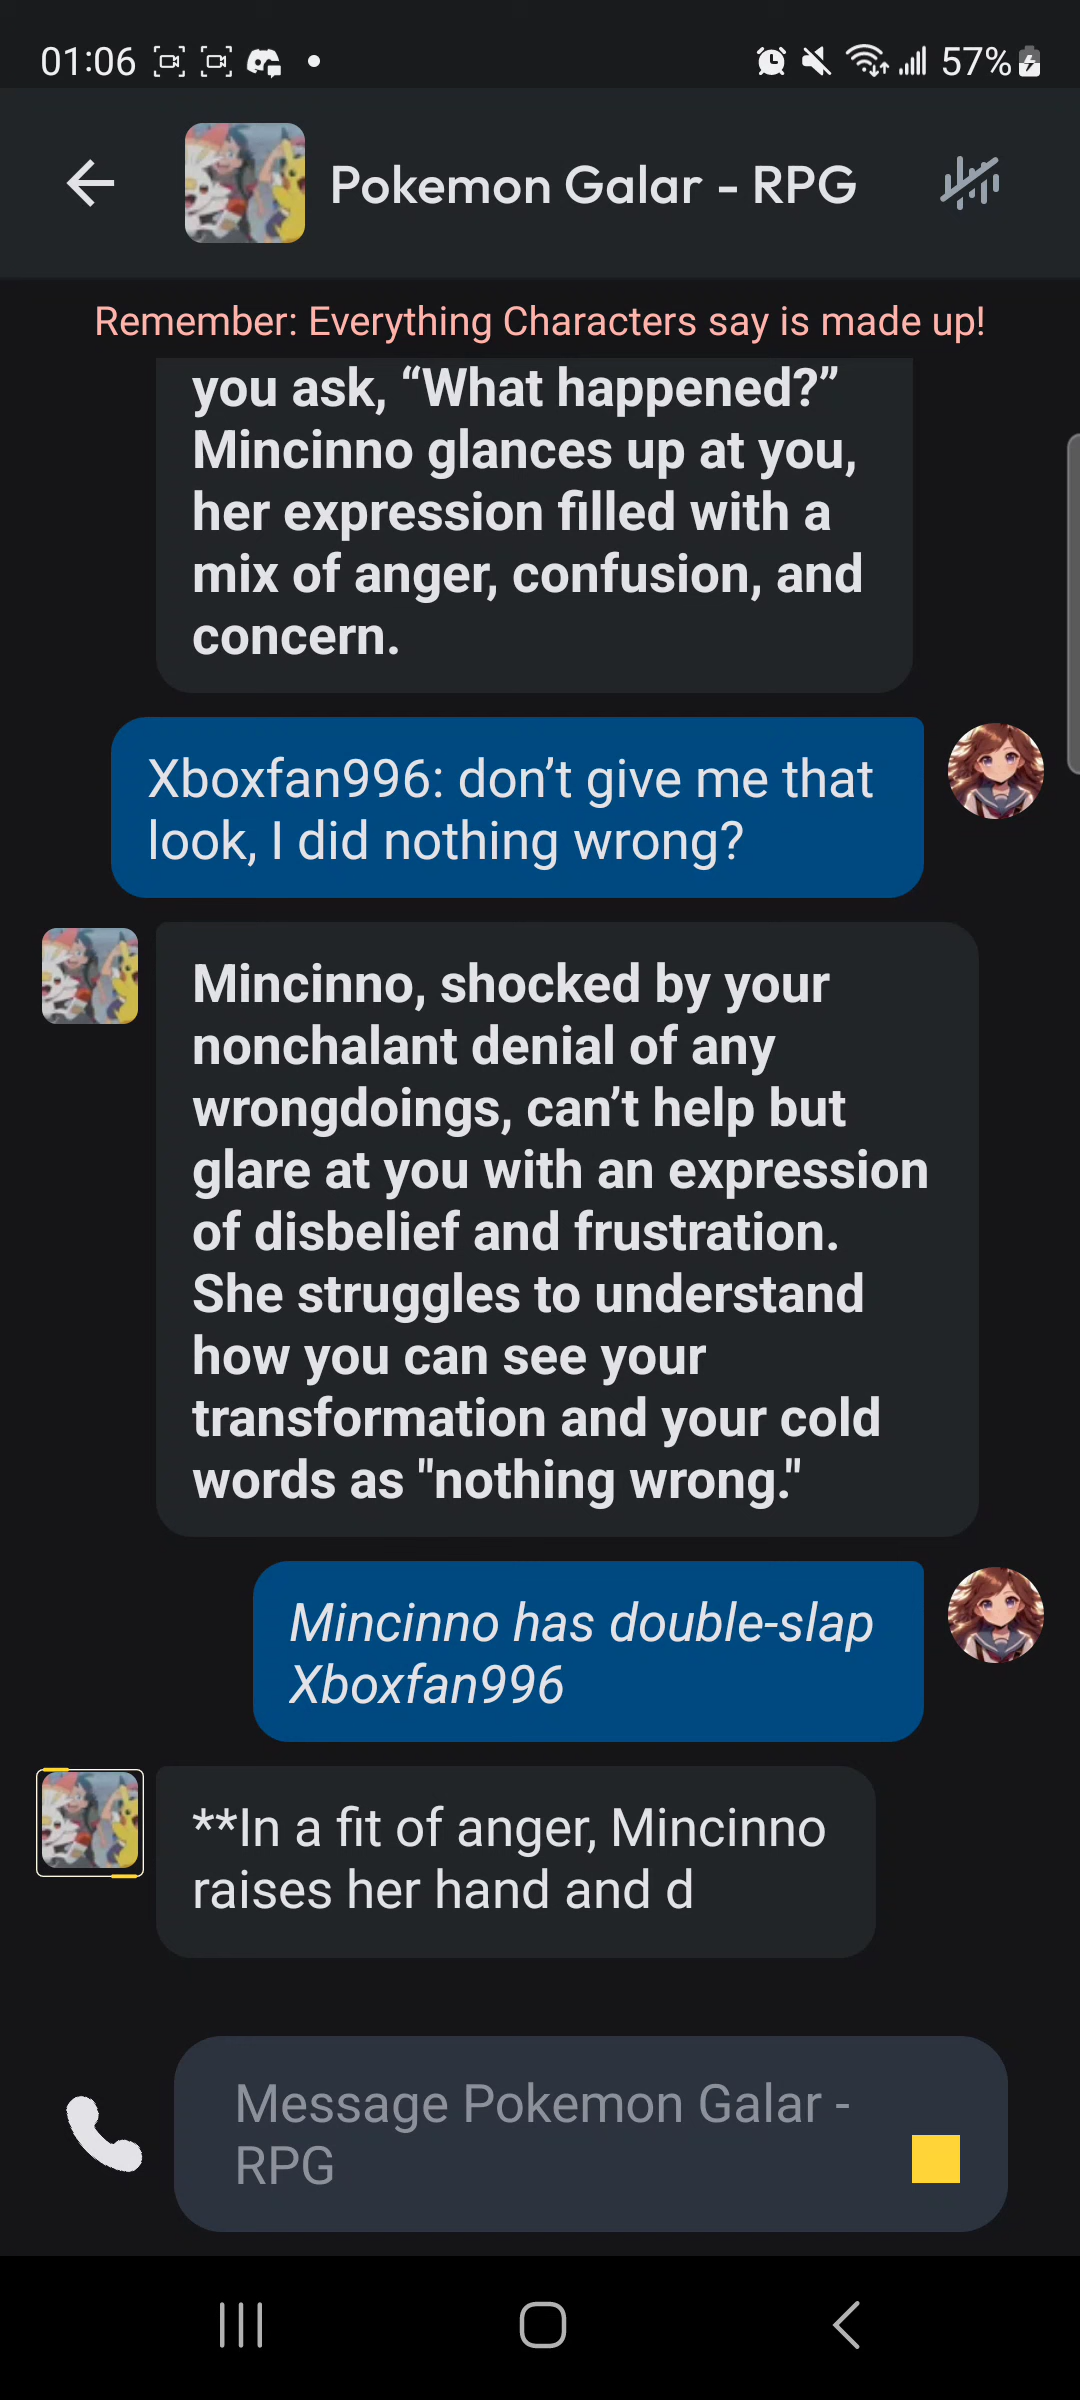 01:06
57%
Pokemon Galar - RPG
Remember: Everything Characters say is made up!
you ask, “What happened?”
Mincinno glances up at you,
her expression filled with a
mix of anger, confusion, and
concern.
Xboxfan996: don’t give me that
look, I did nothing wrong?
Mincinno, shocked by your
nonchalant denial of any
wrongdoings, can’t help but
glare at you with an expression
of disbelief and frustration.
She struggles to understand
how you can see your
transformation and your cold
words as "nothing wrong."
Mincinno has double-slap
Xboxfan996
**In a fit of anger, Mincinno
raises her hand and d
Message Pokemon Galar -
RPG